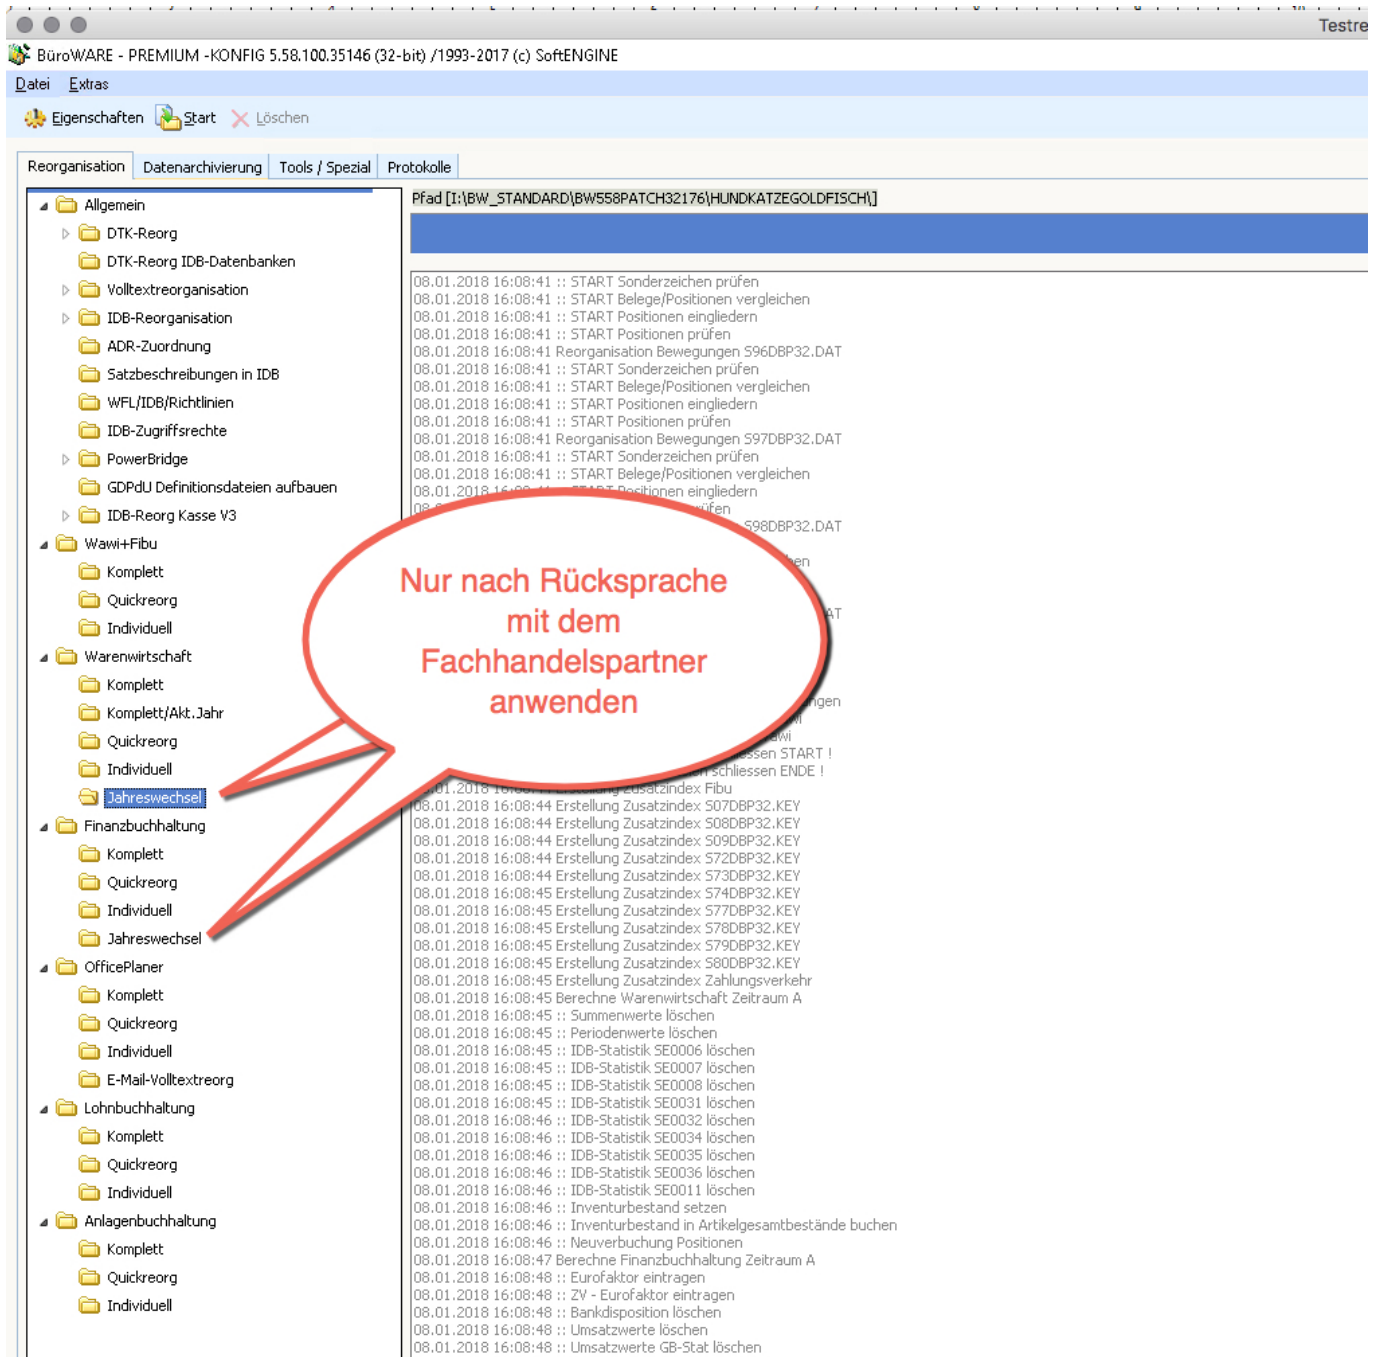 Testre
BüroWARE - PREMIUM -KONFIG 5.58.100.35146 (32-bit) /1993-2017 (c) SoftENGINE
Datei Extras
Eigenschaften Start Löschen
Reorganisation Datenarchivierung Tools / Spezial Protokolle
Allgemein
DTK-Reorg
DTK-Reorg IDB-Datenbanken
Volltextreorganisation
IDB-Reorganisation
ADR-Zuordnung
Satzbeschreibungen in IDB
WFL/IDB/Richtlinien
IDB-Zugriffsrechte
PowerBridge
GDPdU Definitionsdateien aufbauen
IDB-Reorg Kasse V3
Wawi+Fibu
Komplett
Quickreorg
Individuell
Warenwirtschaft
Komplett
Komplett/Akt.Jahr
Quickreorg
Individuell
Jahreswechsel
Finanzbuchhaltung
Komplett
Quickreorg
Individuell
Jahreswechsel
OfficePlaner
Komplett
Quickreorg
Individuell
E-Mail-Volltextreorg
Lohnbuchhaltung
Komplett
Quickreorg
Individuell
Anlagenbuchhaltung
Komplett
Quickreorg
Individuell
Pfad [I:\BW_STANDARD\BW558PATCH32176\HUNDKATZEGOLDFISCH\]
08.01.2018 16:08:41 :: START Sonderzeichen prüfen
08.01.2018 16:08:41 :: START Belege/Positionen vergleichen
08.01.2018 16:08:41 :: START Positionen eingliedern
08.01.2018 16:08:41 :: START Positionen prüfen
08.01.2018 16:08:41 Reorganisation Bewegungen S96DBP32.DAT
08.01.2018 16:08:41 :: START Sonderzeichen prüfen
08.01.2018 16:08:41 :: START Belege/Positionen vergleichen
08.01.2018 16:08:41 :: START Positionen eingliedern
08.01.2018 16:08:41 :: START Positionen prüfen
08.01.2018 16:08:41 Reorganisation Bewegungen S97DBP32.DAT
08.01.2018 16:08:41 :: START Sonderzeichen prüfen
08.01.2018 16:08:41 :: START Belege/Positionen vergleichen
08.01.2018 Positionen eingliedern
S98DBP32.DAT
Nur nach Rücksprache
mit dem
Fachhandelspartner
anwenden
schliessen START !
schliessen ENDE !
Erstellung Zusatzindex Fibu
08.01.2018 16:08:44 Erstellung Zusatzindex S07DBP32.KEY
08.01.2018 16:08:44 Erstellung Zusatzindex S08DBP32.KEY
08.01.2018 16:08:44 Erstellung Zusatzindex S09DBP32.KEY
08.01.2018 16:08:44 Erstellung Zusatzindex S72DBP32.KEY
08.01.2018 16:08:44 Erstellung Zusatzindex S73DBP32.KEY
08.01.2018 16:08:45 Erstellung Zusatzindex S74DBP32.KEY
08.01.2018 16:08:45 Erstellung Zusatzindex S77DBP32.KEY
08.01.2018 16:08:45 Erstellung Zusatzindex S78DBP32.KEY
08.01.2018 16:08:45 Erstellung Zusatzindex S79DBP32.KEY
08.01.2018 16:08:45 Erstellung Zusatzindex S80DBP32.KEY
08.01.2018 16:08:45 Erstellung Zusatzindex Zahlungsverkehr
08.01.2018 16:08:45 Berechne Warenwirtschaft Zeitraum A
08.01.2018 16:08:45 :: Summenwerte löschen
08.01.2018 16:08:45 :: Periodenwerte löschen
08.01.2018 16:08:45 :: IDB-Statistik SE0006 löschen
08.01.2018 16:08:45 :: IDB-Statistik SE0007 löschen
08.01.2018 16:08:45 :: IDB-Statistik SE0008 löschen
08.01.2018 16:08:45 :: IDB-Statistik SE0031 löschen
08.01.2018 16:08:46 :: IDB-Statistik SE0032 löschen
08.01.2018 16:08:46 :: IDB-Statistik SE0034 löschen
08.01.2018 16:08:46 :: IDB-Statistik SE0035 löschen
08.01.2018 16:08:46 :: IDB-Statistik SE0036 löschen
08.01.2018 16:08:46 :: IDB-Statistik SE0011 löschen
08.01.2018 16:08:46 :: Inventurbestand setzen
08.01.2018 16:08:46 :: Inventurbestand in Artikelgesamtbestände buchen
08.01.2018 16:08:46 :: Neuverbuchung Positionen
08.01.2018 16:08:47 Berechne Finanzbuchhaltung Zeitraum A
08.01.2018 16:08:48 :: Eurofaktor eintragen
08.01.2018 16:08:48 :: ZV - Eurofaktor eintragen
08.01.2018 16:08:48 :: Bankdisposition löschen
08.01.2018 16:08:48 :: Umsatzwerte löschen
08.01.2018 16:08:48 :: Umsatzwerte GB-Stat löschen